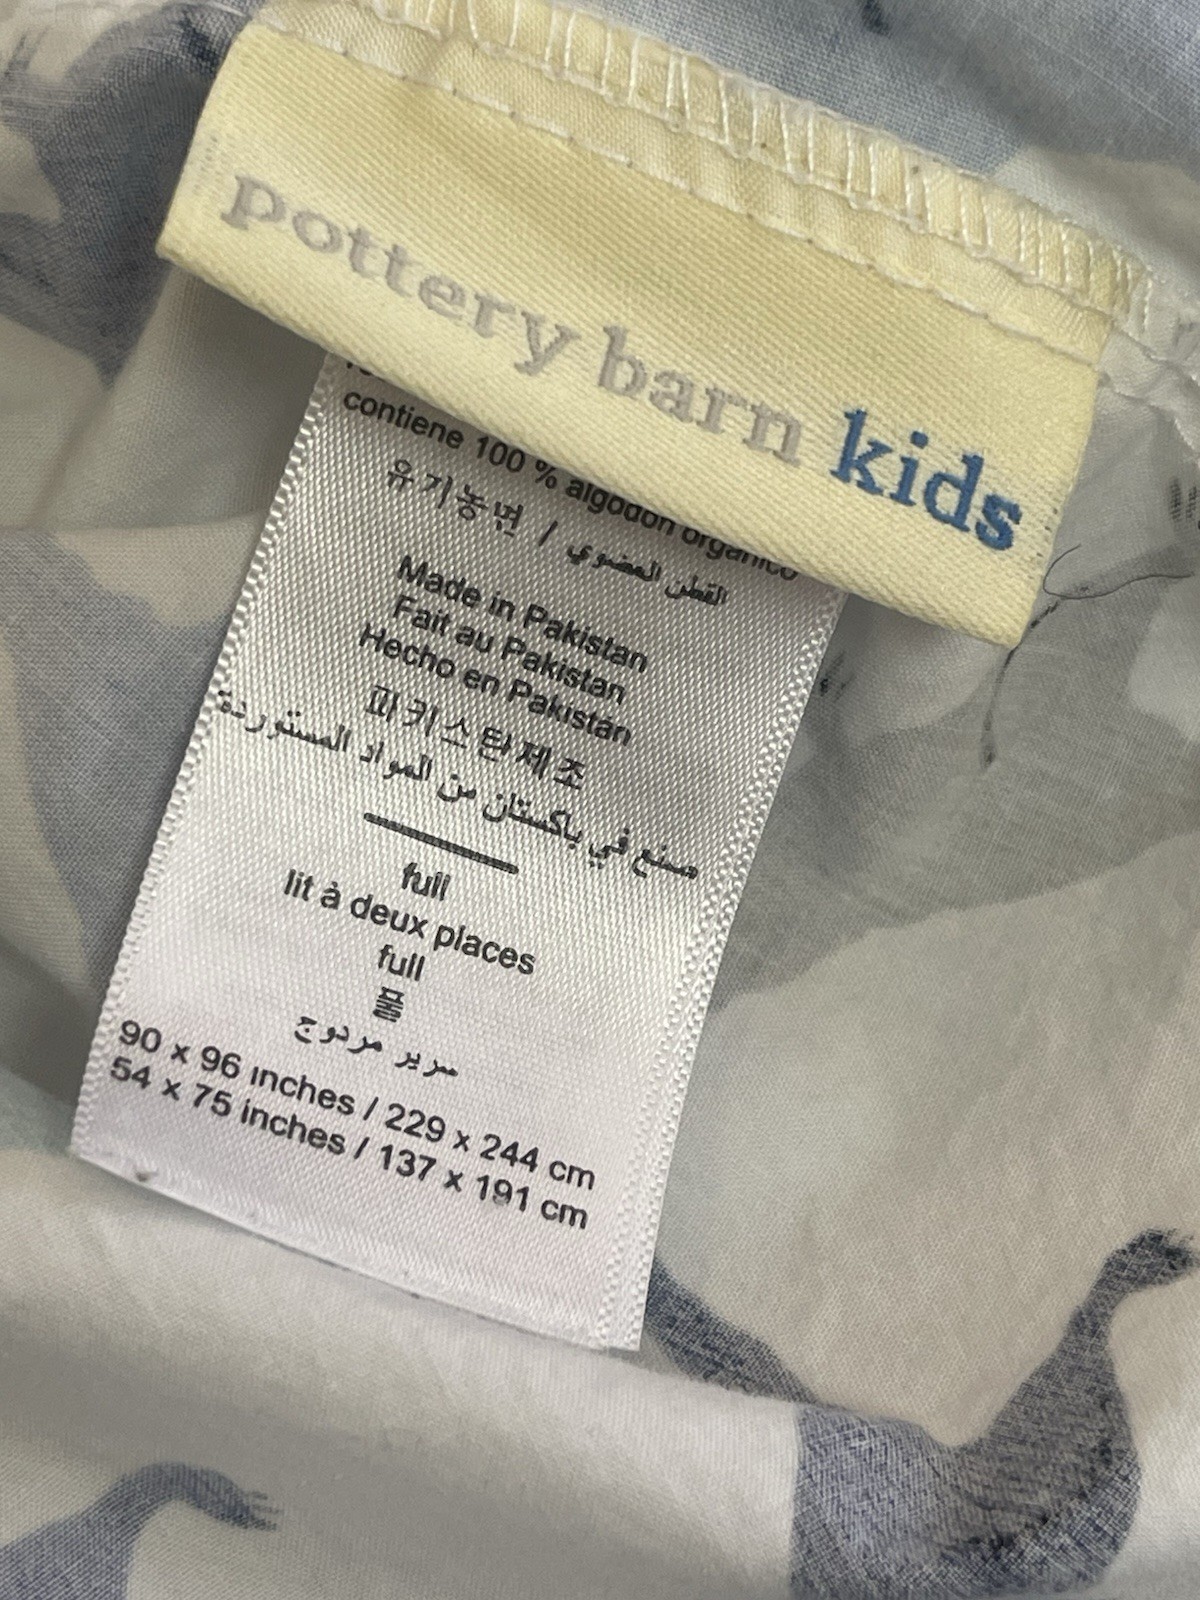 pottery barn kids
contiene 100 % algodón orgánico
유기농면 / القطن العضوي
Made in Pakistan
Fait au Pakistan
Hecho en Pakistan
파키스탄제조
صنع في باكستان من المواد المستوردة
full
lit à deux places
full
풀
سرير مزدوج
90 x 96 inches / 229 x 244 cm
54 x 75 inches / 137 x 191 cm